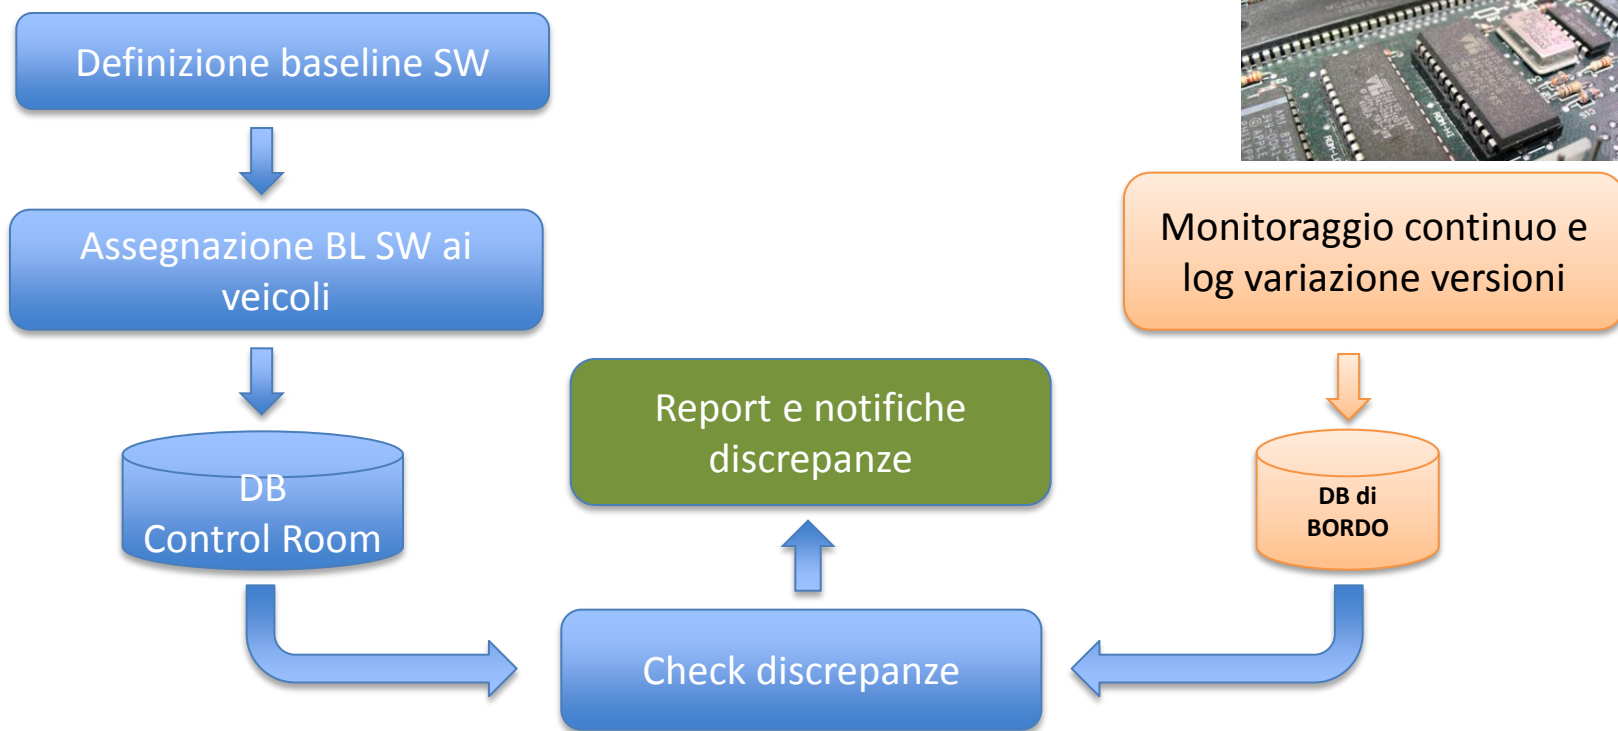 Definizione baseline SW
Assegnazione BL SW ai
veicoli
DB
Control Room
Report e notifiche
discrepanze
Check discrepanze
Monitoraggio continuo e
log variazione versioni
DB di
BORDO